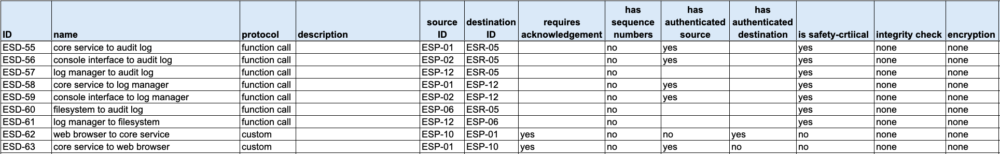 ID name protocol description source ID destination ID requires acknowledgement has sequence numbers has authenticated source has authenticated destination is safety-crtiical integrity check encryption
ESD-55 core service to audit log function call ESP-01 ESR-05 no yes yes none none
ESD-56 console interface to audit log function call ESP-02 ESR-05 no yes yes none none
ESD-57 log manager to audit log function call ESP-12 ESR-05 no yes none none
ESD-58 core service to log manager function call ESP-01 ESP-12 no yes yes none none
ESD-59 console interface to log manager function call ESP-02 ESP-12 no yes yes none none
ESD-60 filesystem to audit log function call ESP-06 ESR-05 no yes none none
ESD-61 log manager to filesystem function call ESP-12 ESP-06 no yes none none
ESD-62 web browser to core service custom ESP-10 ESP-01 yes no no yes no none none
ESD-63 core service to web browser custom ESP-01 ESP-10 yes no yes no no none none